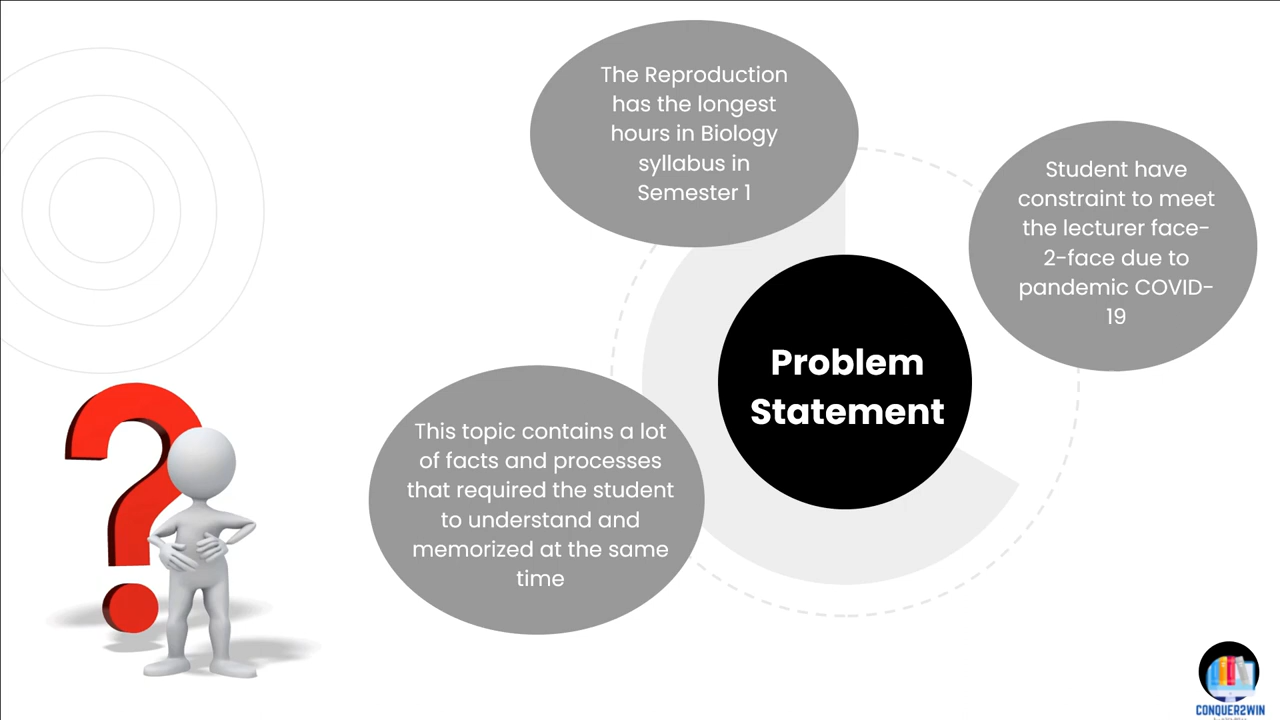 The Reproduction
has the longest
hours in Biology
syllabus in
Semester 1
Student have
constraint to meet
the lecturer face-
2-face due to
pandemic COVID-
19
Problem
Statement
This topic contains a lot
of facts and processes
that required the student
to understand and
memorized at the same
time
CONQUER2WIN